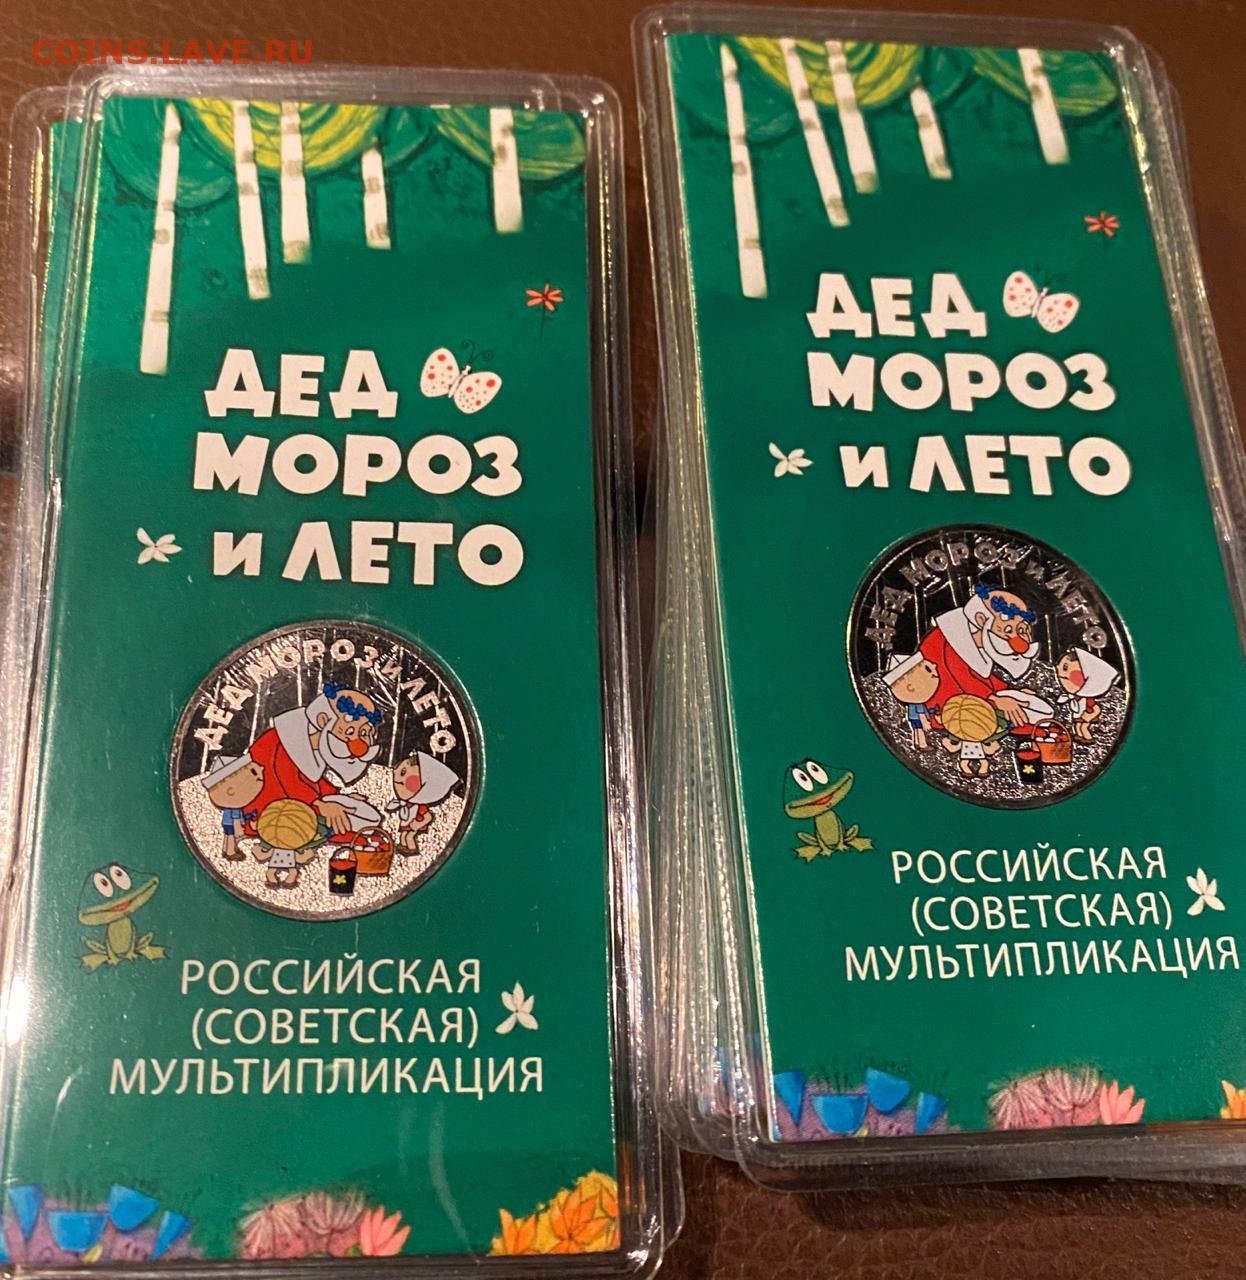 COINS.LAVE.RU
ДЕД
МОРОЗ
и ЛЕТО
ДЕД МОРОЗ и ЛЕТО
РОССИЙСКАЯ
(СОВЕТСКАЯ)
МУЛЬТИПЛИКАЦИЯ
ДЕД
МОРОЗ
и ЛЕТО
ДЕД МОРОЗ и ЛЕТО
РОССИЙСКАЯ
(СОВЕТСКАЯ)
МУЛЬТИПЛИКАЦИЯ